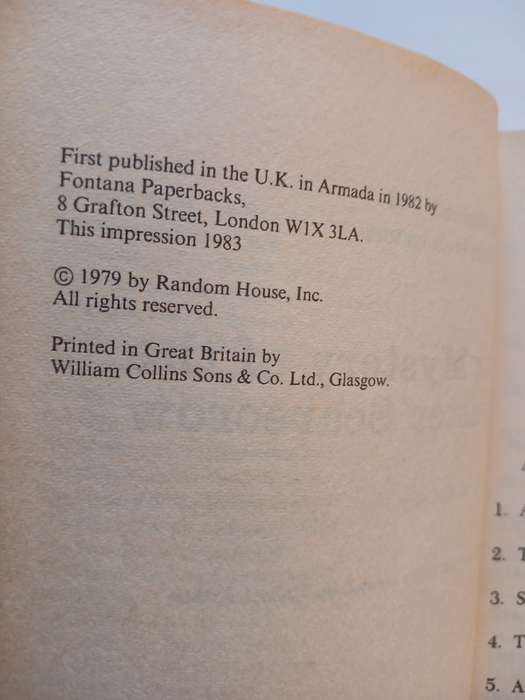 First published in the U.K. in Armada in 1982 by
Fontana Paperbacks,
8 Grafton Street, London W1X 3LA.
This impression 1983
© 1979 by Random House, Inc.
All rights reserved.
Printed in Great Britain by
William Collins Sons & Co. Ltd., Glasgow.
1. A
2. T
3. S
4. T
5. A